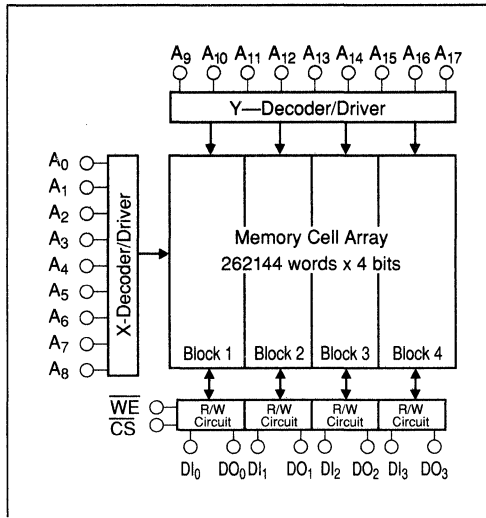 A9 A10 A11 A12 A13 A14 A15 A16 A17
Y—Decoder/Driver
A0
A1
A2
A3
A4
A5
A6
A7
A8
X-Decoder/Driver
Memory Cell Array
262144 words x 4 bits
Block 1 Block 2 Block 3 Block 4
W̅E̅
C̅S̅
R/W Circuit R/W Circuit R/W Circuit R/W Circuit
DI0 DO0 DI1 DO1 DI2 DO2 DI3 DO3